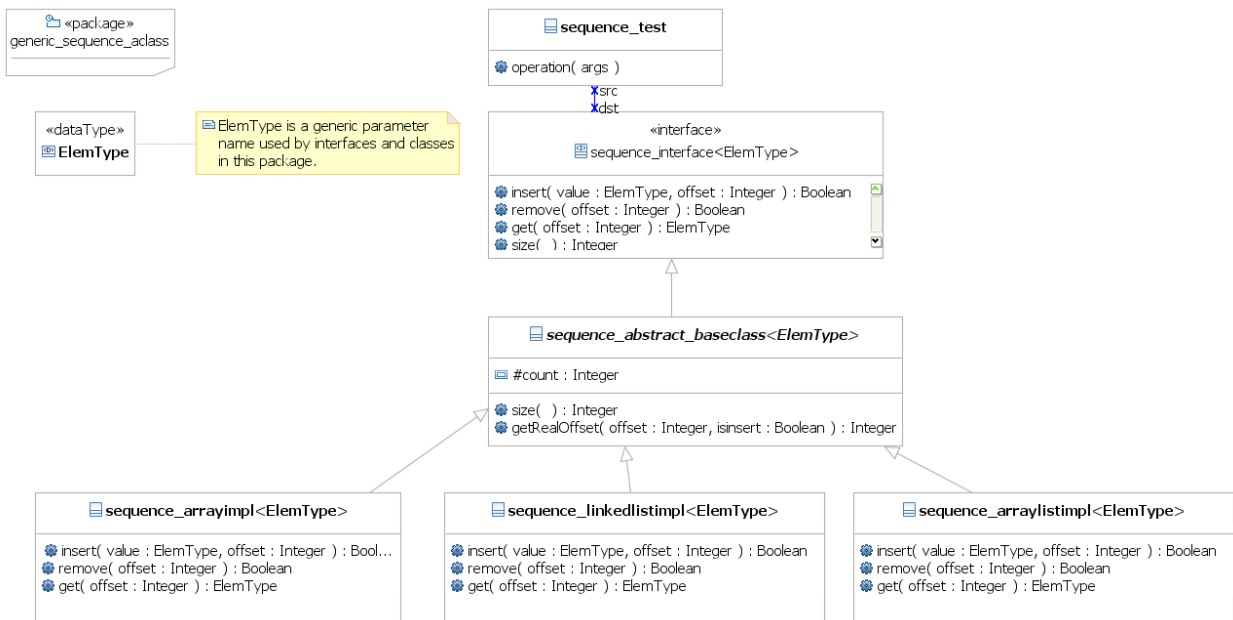 «package»
generic_sequence_aclass
sequence_test
operation( args )
src
dst
«dataType»
ElemType
ElemType is a generic parameter
name used by interfaces and classes
in this package.
«interface»
sequence_interface<ElemType>
insert( value : ElemType, offset : Integer ) : Boolean
remove( offset : Integer ) : Boolean
get( offset : Integer ) : ElemType
size(  ) : Integer
sequence_abstract_baseclass<ElemType>
#count : Integer
size(  ) : Integer
getRealOffset( offset : Integer, isinsert : Boolean ) : Integer
sequence_arrayimpl<ElemType>
insert( value : ElemType, offset : Integer ) : Bool...
remove( offset : Integer ) : Boolean
get( offset : Integer ) : ElemType
sequence_linkedlistimpl<ElemType>
insert( value : ElemType, offset : Integer ) : Boolean
remove( offset : Integer ) : Boolean
get( offset : Integer ) : ElemType
sequence_arraylistimpl<ElemType>
insert( value : ElemType, offset : Integer ) : Boolean
remove( offset : Integer ) : Boolean
get( offset : Integer ) : ElemType